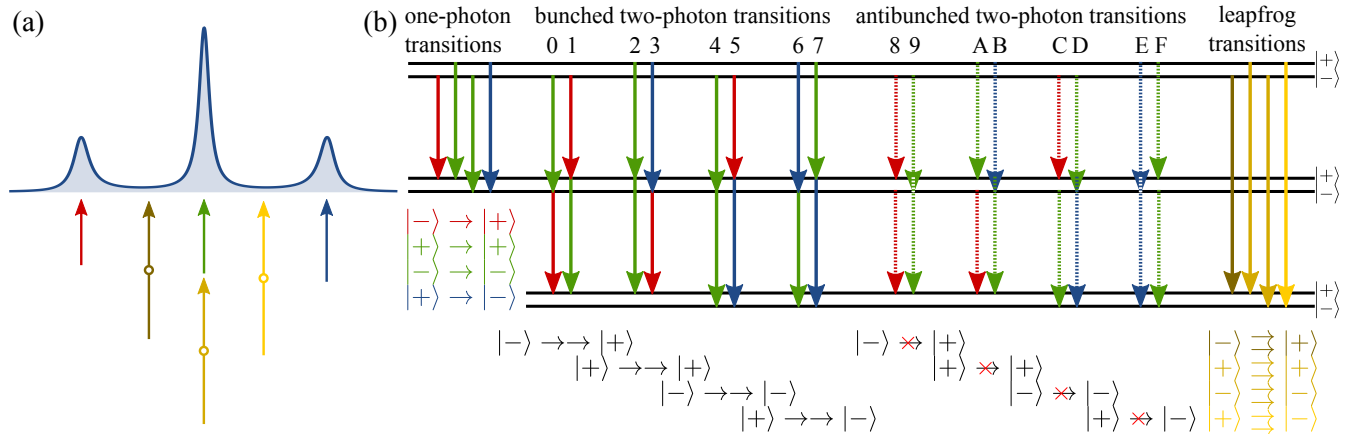 (a)
(b)
one-photon transitions
bunched two-photon transitions
antibunched two-photon transitions
leapfrog transitions
0 1 2 3 4 5 6 7 8 9 A B C D E F
|+⟩
|−⟩
|+⟩
|−⟩
|+⟩
|−⟩
|−⟩ → |+⟩
|+⟩ → |+⟩
|−⟩ → |−⟩
|+⟩ → |−⟩
|−⟩ →→ |+⟩
|+⟩ →→ |+⟩
|−⟩ →→ |−⟩
|+⟩ →→ |−⟩
|−⟩ ×→ |+⟩
|+⟩ ×→ |+⟩
|−⟩ ×→ |−⟩
|+⟩ ×→ |−⟩
|−⟩ ⇒ |+⟩
|+⟩ ⇒ |+⟩
|−⟩ ⇒ |−⟩
|+⟩ ⇒ |−⟩